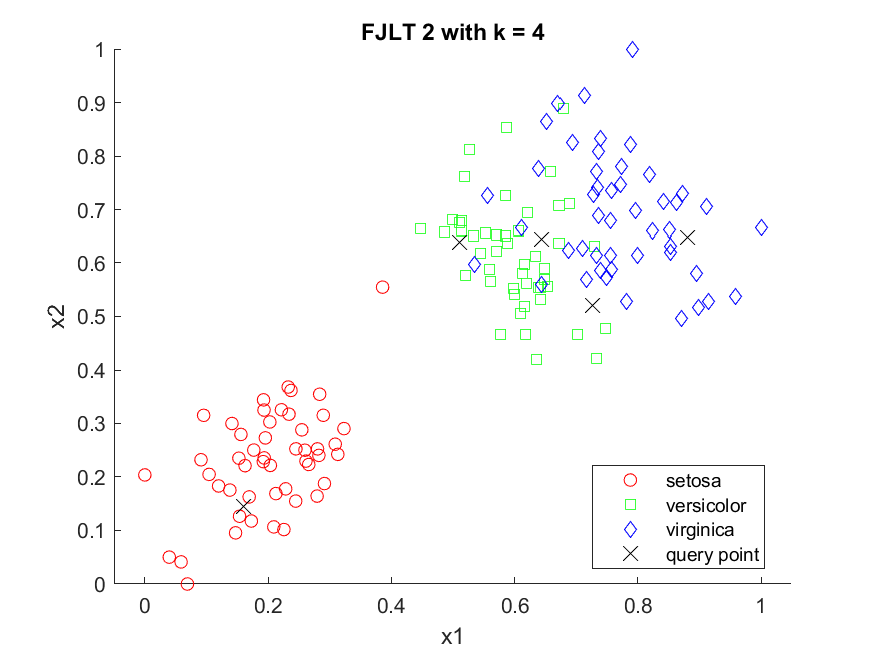 FJLT 2 with k = 4
1
0.9
0.8
0.7
0.6
0.5
0.4
0.3
0.2
0.1
0
x2
0 0.2 0.4 0.6 0.8 1
x1
setosa
versicolor
virginica
query point